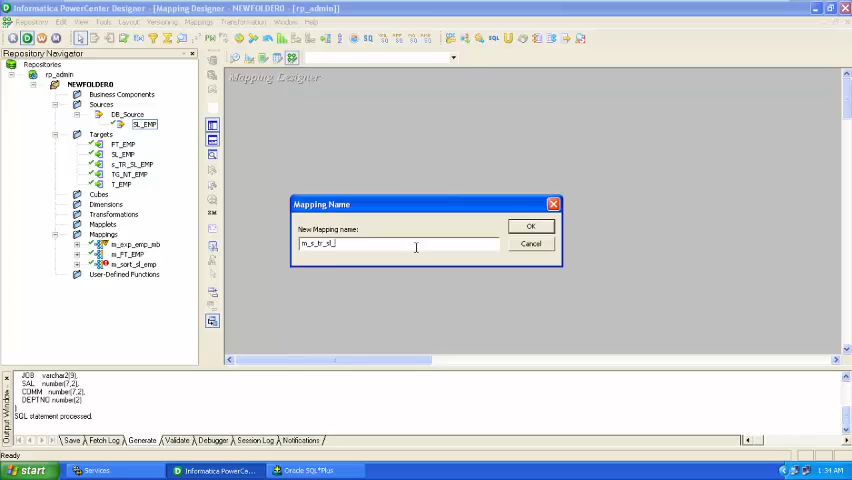 Informatica PowerCenter Designer - [Mapping Designer - NEWFOLDER0 - [rp_admin]]
Repository Edit View Tools Layout Versioning Mappings Transformation Window Help
Repository Navigator
Repositories
rp_admin
NEWFOLDER0
Business Components
Sources
DB_Source
SL_EMP
Targets
FT_EMP
SL_EMP
s_TR_SL_EMP
TG_NT_EMP
T_EMP
Cubes
Dimensions
Transformations
Mapplets
Mappings
m_exp_emp_mb
m_FT_EMP
m_sort_sl_emp
User-Defined Functions
Mapping Designer
Mapping Name
New Mapping name:
OK
m_s_tr_sl_
Cancel
Output Window
JOB varchar2(9),
SAL number(7,2),
COMM number(7,2),
DEPTNO number(2)
)
SQL statement processed.
Save Fetch Log Generate Validate Debugger Session Log Notifications
Ready
start Services Informatica PowerCen... Oracle SQL*Plus 1:34 AM